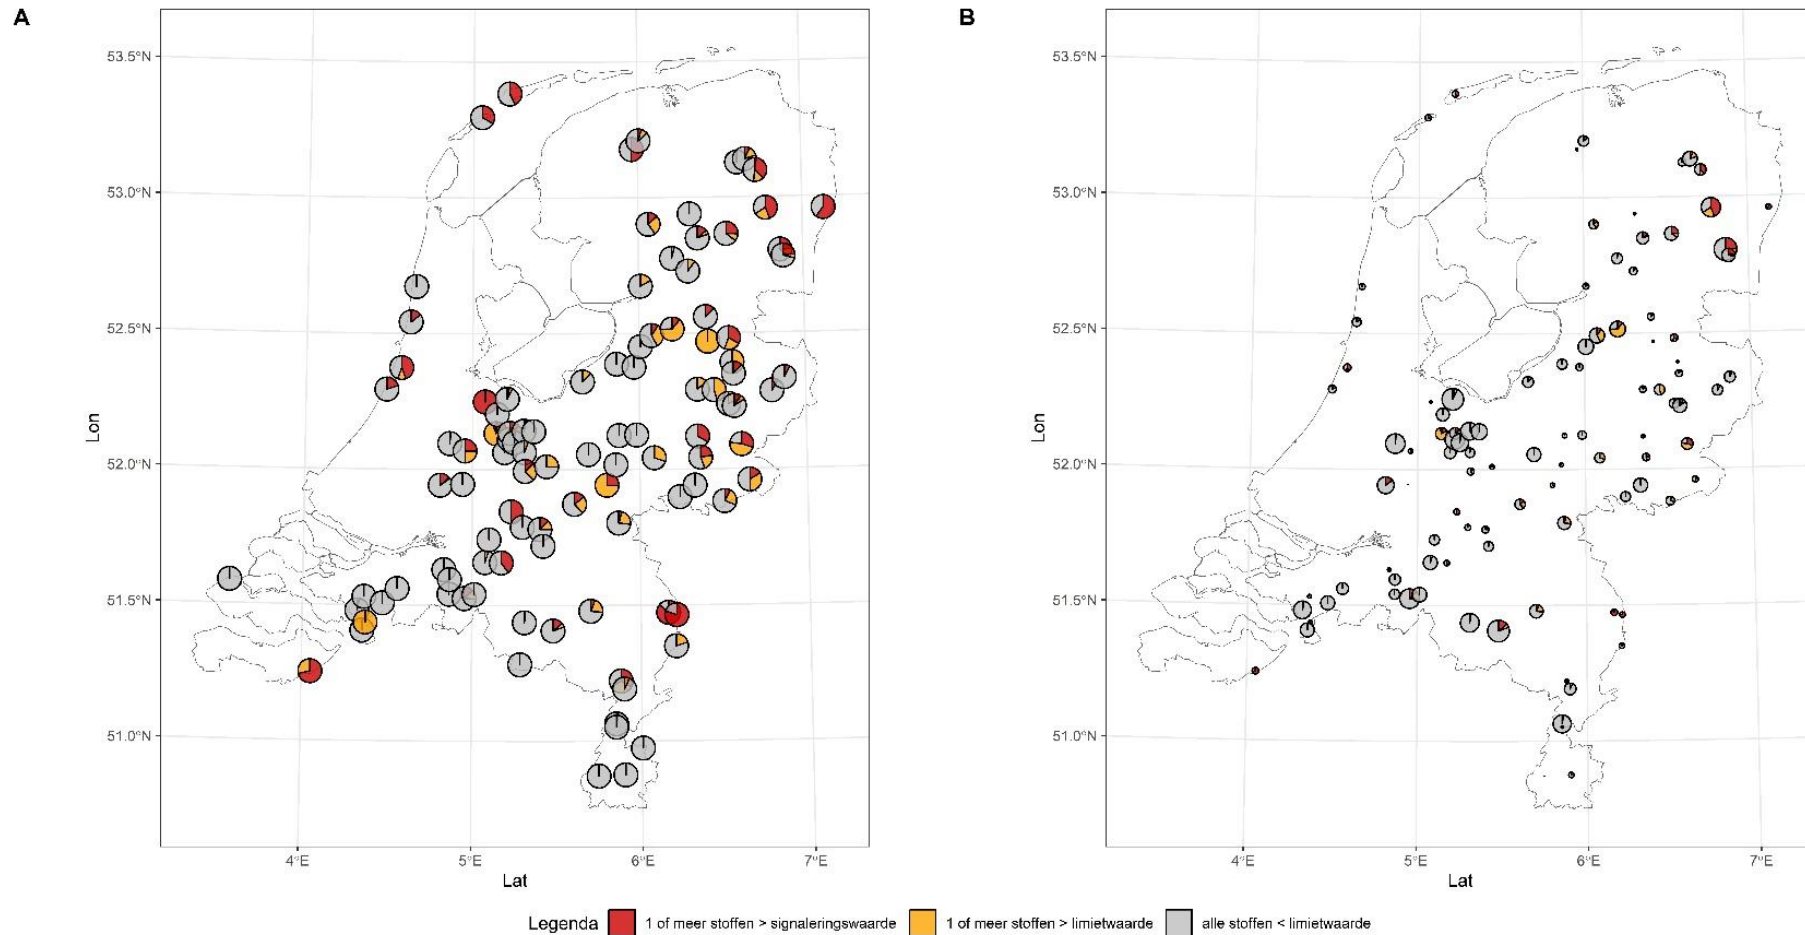 A
B
53.5°N
53.0°N
52.5°N
52.0°N
51.5°N
51.0°N
Lon
4°E
5°E
6°E
7°E
Lat
53.5°N
53.0°N
52.5°N
52.0°N
51.5°N
51.0°N
Lon
4°E
5°E
6°E
7°E
Lat
Legenda
1 of meer stoffen > signaleringswaarde
1 of meer stoffen > limietwaarde
alle stoffen < limietwaarde